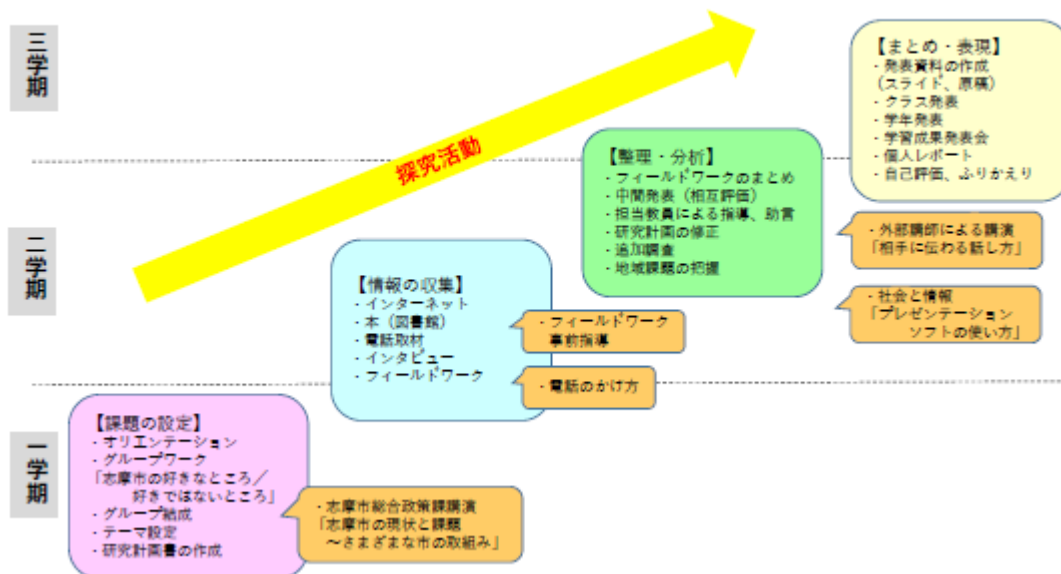 三学期
二学期
一学期
探究活動
【まとめ・表現】
・発表資料の作成
(スライド、原稿)
・クラス発表
・学年発表
・学習成果発表会
・個人レポート
・自己評価、ふりかえり
【整理・分析】
・フィールドワークのまとめ
・中間発表(相互評価)
・担当教員による指導、助言
・研究計画の修正
・追加調査
・地域課題の把握
・外部講師による講演
「相手に伝わる話し方」
・社会と情報
「プレゼンテーション
ソフトの使い方」
【情報の収集】
・インターネット
・本(図書館)
・電話取材
・インタビュー
・フィールドワーク
・フィールドワーク
事前指導
・電話のかけ方
【課題の設定】
・オリエンテーション
・グループワーク
「志摩市の好きなところ/
好きではないところ」
・グループ結成
・テーマ設定
・研究計画書の作成
・志摩市総合政策課講演
「志摩市の現状と課題
~さまざまな市の取組み」